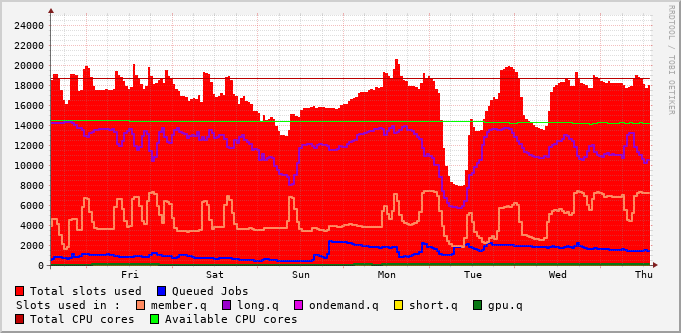 24000
22000
20000
18000
16000
14000
12000
10000
8000
6000
4000
2000
0
Fri Sat Sun Mon Tue Wed Thu
RRDTOOL / TOBI OETIKER
Total slots used Queued Jobs
Slots used in : member.q long.q ondemand.q short.q gpu.q
Total CPU cores Available CPU cores